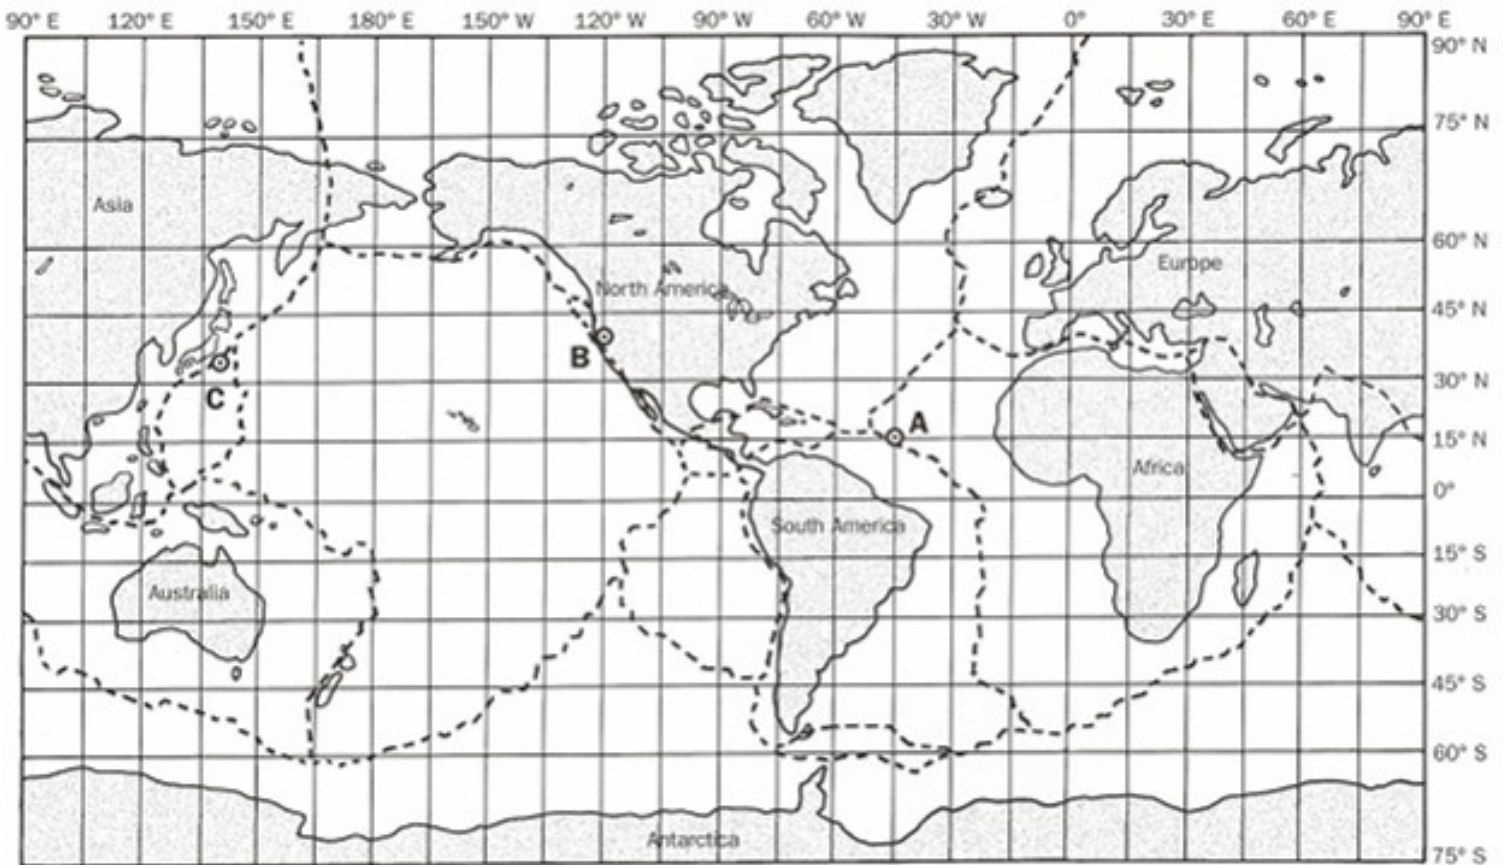 90° E 120° E 150° E 180° E 150° W 120° W 90° W 60° W 30° W 0° 30° E 60° E 90° E
90° N
75° N
Asia
60° N
Europe
North America
45° N
B
C
30° N
A
15° N
Africa
0°
South America
15° S
Australia
30° S
45° S
60° S
Antarctica
75° S